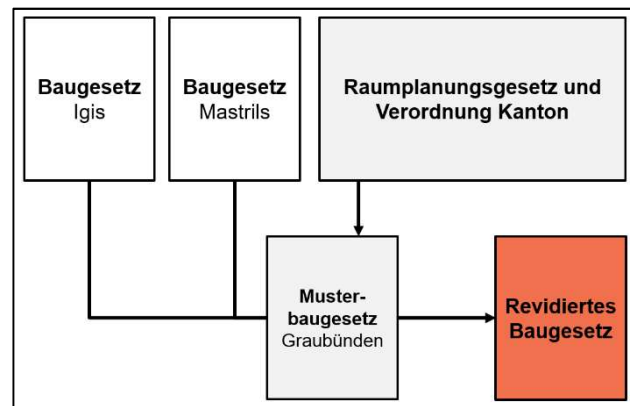 Baugesetz
Igis
Baugesetz
Mastrils
Raumplanungsgesetz und
Verordnung Kanton
Muster-
baugesetz
Graubünden
Revidiertes
Baugesetz